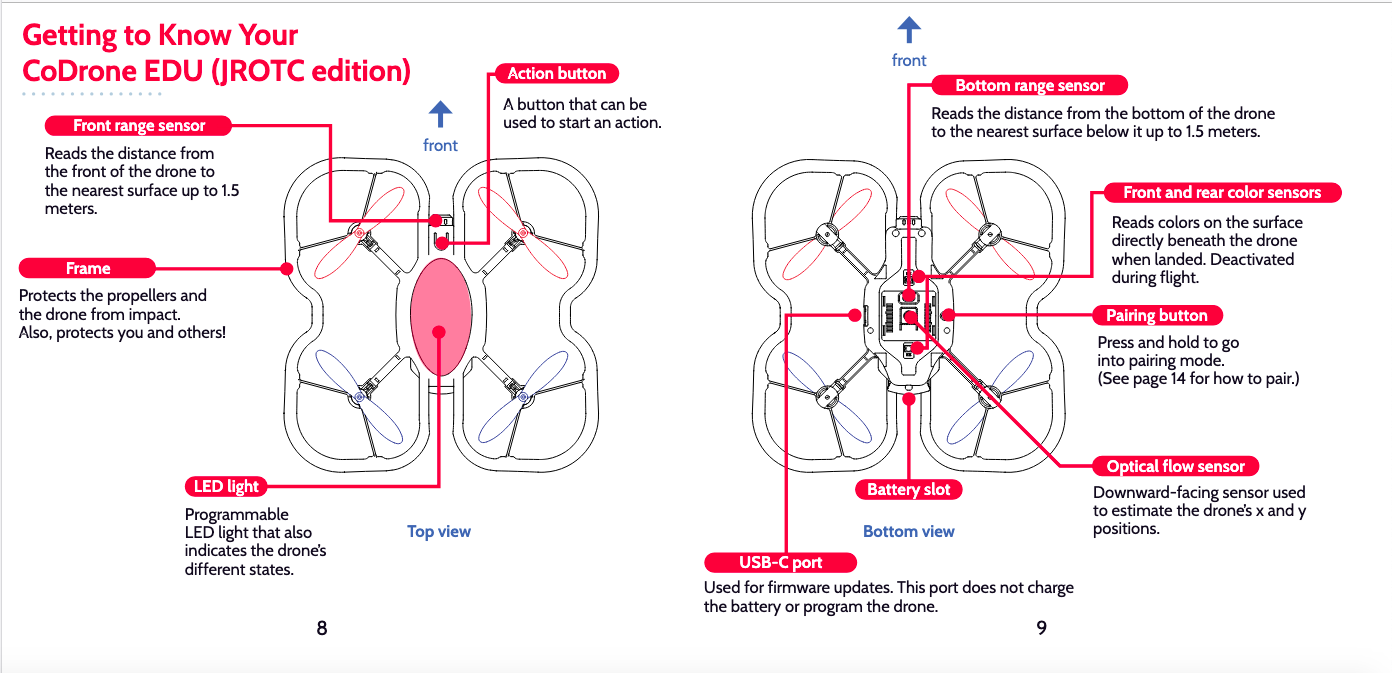 Getting to Know Your
CoDrone EDU (JROTC edition)
Front range sensor
Reads the distance from
the front of the drone to
the nearest surface up to 1.5
meters.
front
Action button
A button that can be
used to start an action.
Frame
Protects the propellers and
the drone from impact.
Also, protects you and others!
LED light
Programmable
LED light that also
indicates the drone's
different states.
Top view
8
front
Bottom range sensor
Reads the distance from the bottom of the drone
to the nearest surface below it up to 1.5 meters.
Front and rear color sensors
Reads colors on the surface
directly beneath the drone
when landed. Deactivated
during flight.
Pairing button
Press and hold to go
into pairing mode.
(See page 14 for how to pair.)
Optical flow sensor
Downward-facing sensor used
to estimate the drone's x and y
positions.
Battery slot
Bottom view
USB-C port
Used for firmware updates. This port does not charge
the battery or program the drone.
9